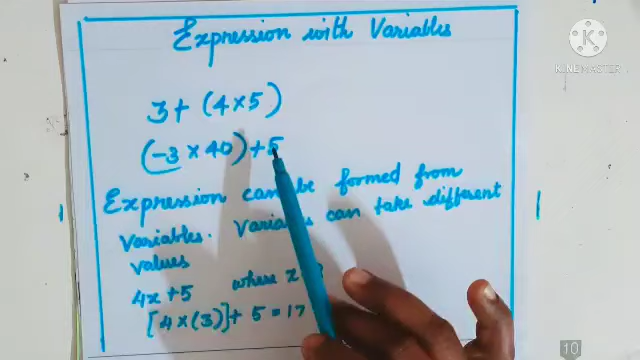 Expression with Variables
K
KINEMASTER
3 + (4 × 5)
(-3 × 40) + 5
Expression can be formed from
variables. Variables can take different
values
4x + 5 where x
[4 × (3)] + 5 = 17
10